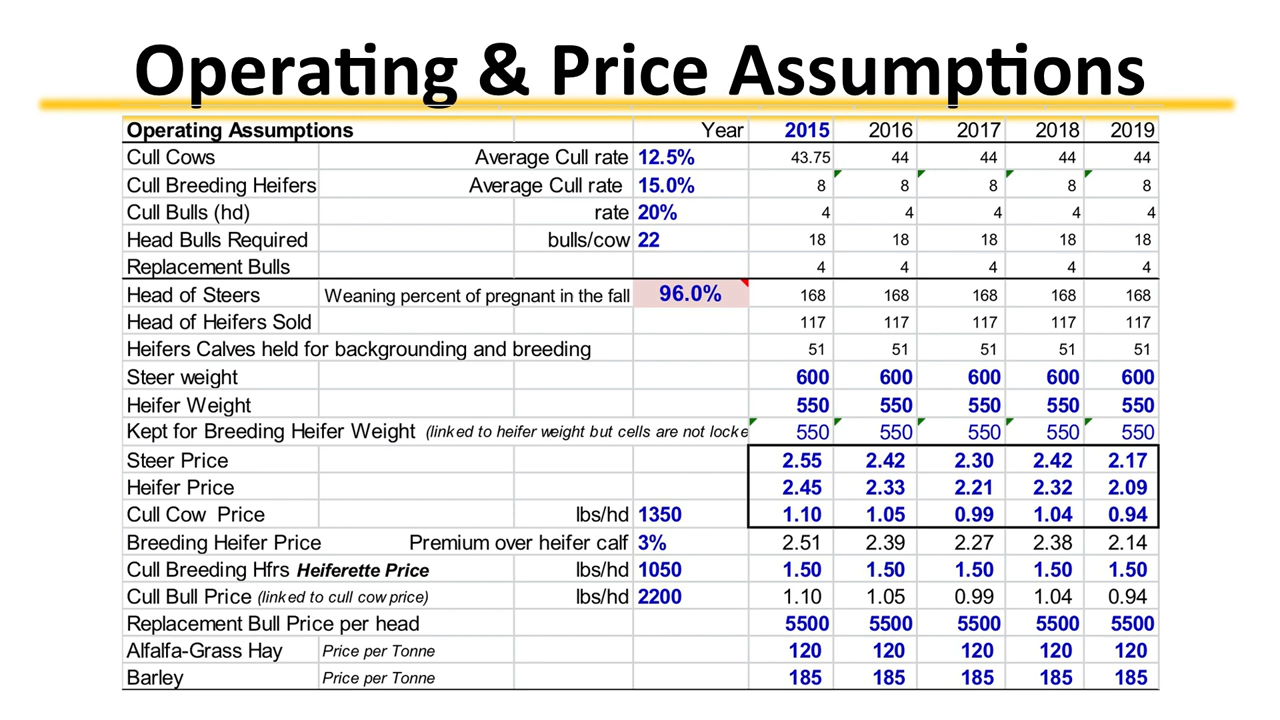 Operating & Price Assumptions
Operating Assumptions Year 2015 2016 2017 2018 2019
Cull Cows Average Cull rate 12.5% 43.75 44 44 44 44
Cull Breeding Heifers Average Cull rate 15.0% 8 8 8 8 8
Cull Bulls (hd) rate 20% 4 4 4 4 4
Head Bulls Required bulls/cow 22 18 18 18 18 18
Replacement Bulls 4 4 4 4 4
Head of Steers Weaning percent of pregnant in the fall 96.0% 168 168 168 168 168
Head of Heifers Sold 117 117 117 117 117
Heifers Calves held for backgrounding and breeding 51 51 51 51 51
Steer weight 600 600 600 600 600
Heifer Weight 550 550 550 550 550
Kept for Breeding Heifer Weight (linked to heifer weight but cells are not locke 550 550 550 550 550
Steer Price 2.55 2.42 2.30 2.42 2.17
Heifer Price 2.45 2.33 2.21 2.32 2.09
Cull Cow Price lbs/hd 1350 1.10 1.05 0.99 1.04 0.94
Breeding Heifer Price Premium over heifer calf 3% 2.51 2.39 2.27 2.38 2.14
Cull Breeding Hfrs Heiferette Price lbs/hd 1050 1.50 1.50 1.50 1.50 1.50
Cull Bull Price (linked to cull cow price) lbs/hd 2200 1.10 1.05 0.99 1.04 0.94
Replacement Bull Price per head 5500 5500 5500 5500 5500
Alfalfa-Grass Hay Price per Tonne 120 120 120 120 120
Barley Price per Tonne 185 185 185 185 185